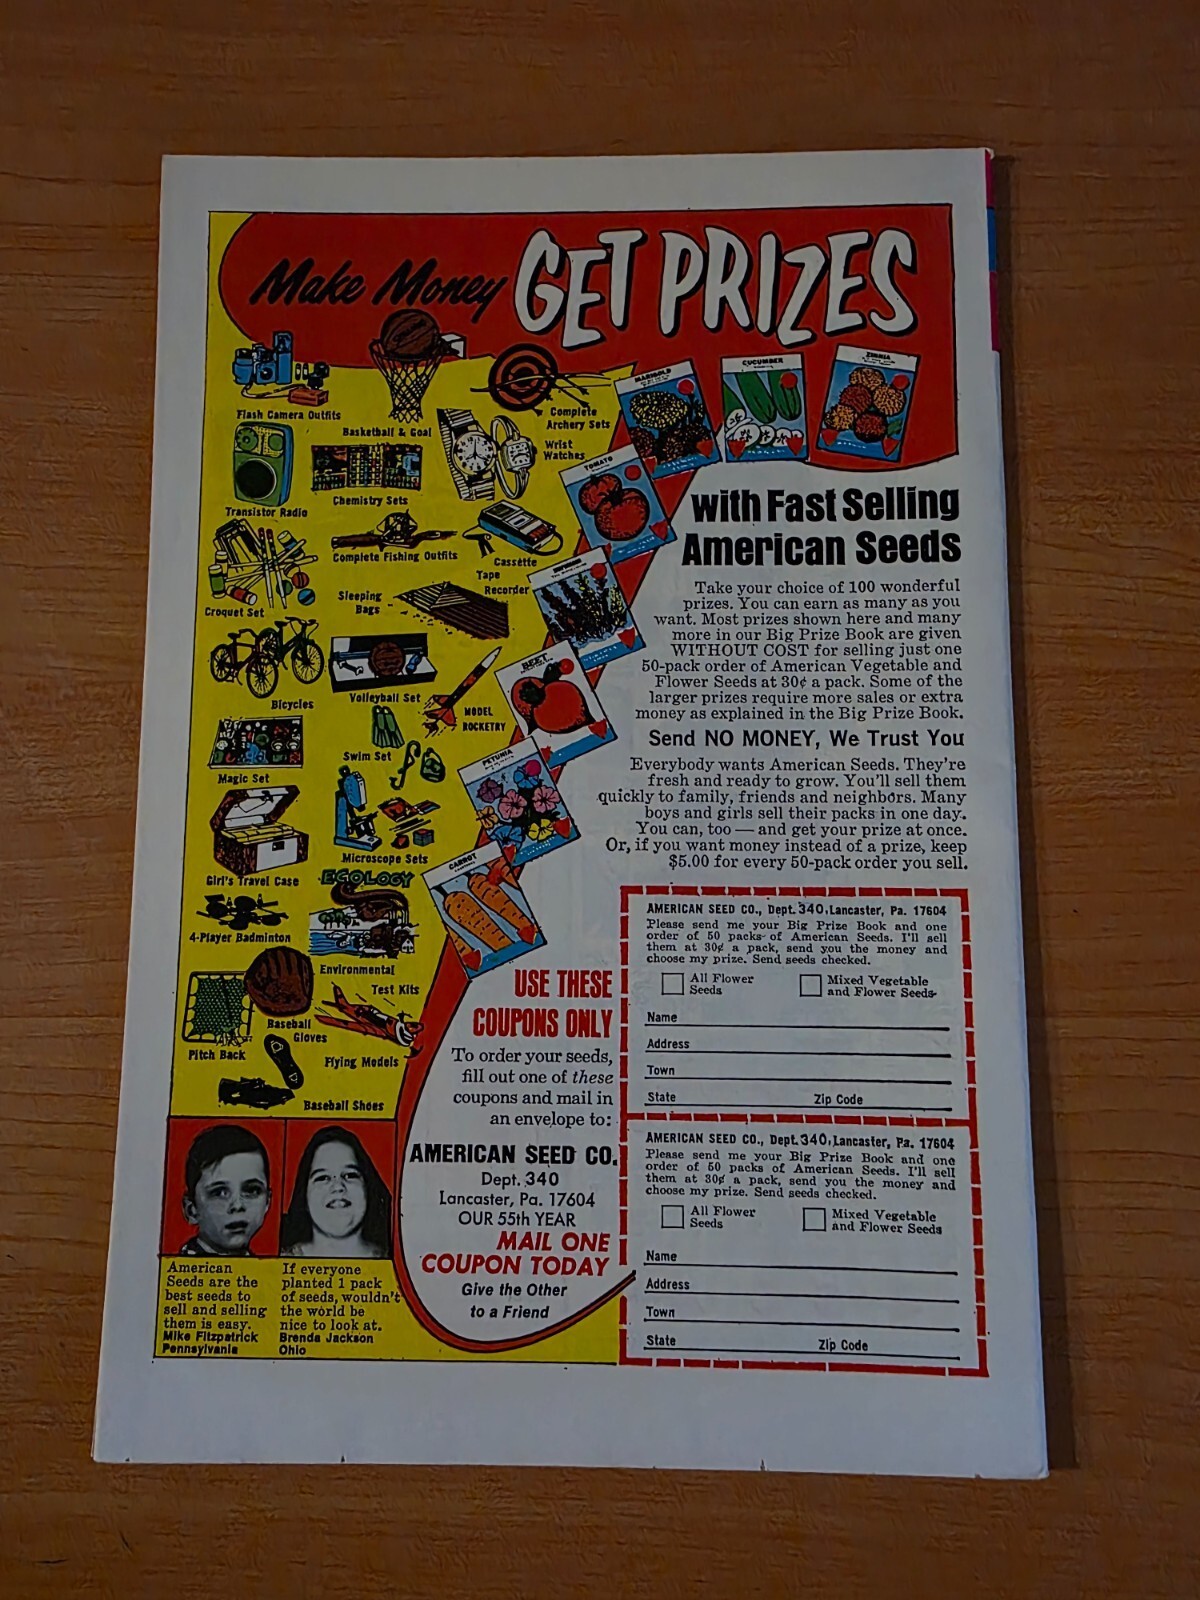 Make Money GET PRIZES
Flash Camera Outfits
Basketball & Goal
Complete
Archery Sets
Wrist
Watches
Transistor Radio
Chemistry Sets
Complete Fishing Outfits
Cassette
Tape
Recorder
Croquet Set
Sleeping
Bags
Bicycles
Volleyball Set
MODEL
ROCKETRY
Magic Set
Swim Set
Girl's Travel Case
Microscope Sets
4-Player Badminton
ECOLOGY
Environmental
Test Kits
Pitch Back
Baseball
Gloves
Flying Models
Baseball Shoes
MARIGOLD
CUCUMBER
ZINNIA
TOMATO
BEET
PETUNIA
CARROT
with Fast Selling
American Seeds
Take your choice of 100 wonderful
prizes. You can earn as many as you
want. Most prizes shown here and many
more in our Big Prize Book are given
WITHOUT COST for selling just one
50-pack order of American Vegetable and
Flower Seeds at 30¢ a pack. Some of the
larger prizes require more sales or extra
money as explained in the Big Prize Book.
Send NO MONEY, We Trust You
Everybody wants American Seeds. They're
fresh and ready to grow. You'll sell them
quickly to family, friends and neighbors. Many
boys and girls sell their packs in one day.
You can, too — and get your prize at once.
Or, if you want money instead of a prize, keep
$5.00 for every 50-pack order you sell.
USE THESE
COUPONS ONLY
To order your seeds,
fill out one of these
coupons and mail in
an envelope to:
AMERICAN SEED CO.
Dept. 340
Lancaster, Pa. 17604
OUR 55th YEAR
MAIL ONE
COUPON TODAY
Give the Other
to a Friend
AMERICAN SEED CO., Dept. 340, Lancaster, Pa. 17604
Please send me your Big Prize Book and one
order of 50 packs of American Seeds. I'll sell
them at 30¢ a pack, send you the money and
choose my prize. Send seeds checked.
All Flower
Seeds
Mixed Vegetable
and Flower Seeds
Name
Address
Town
State Zip Code
AMERICAN SEED CO., Dept. 340, Lancaster, Pa. 17604
Please send me your Big Prize Book and one
order of 50 packs of American Seeds. I'll sell
them at 30¢ a pack, send you the money and
choose my prize. Send seeds checked.
All Flower
Seeds
Mixed Vegetable
and Flower Seeds
Name
Address
Town
State Zip Code
American
Seeds are the
best seeds to
sell and selling
them is easy.
Mike Fitzpatrick
Pennsylvania
If everyone
planted 1 pack
of seeds, wouldn't
the world be
nice to look at.
Brenda Jackson
Ohio